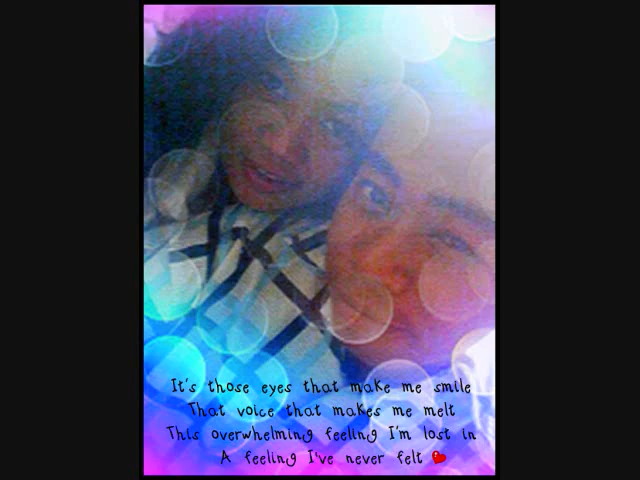 It's those eyes that make me smile
That voice that makes me melt
This overwhelming feeling I'm lost in
A feeling I've never felt